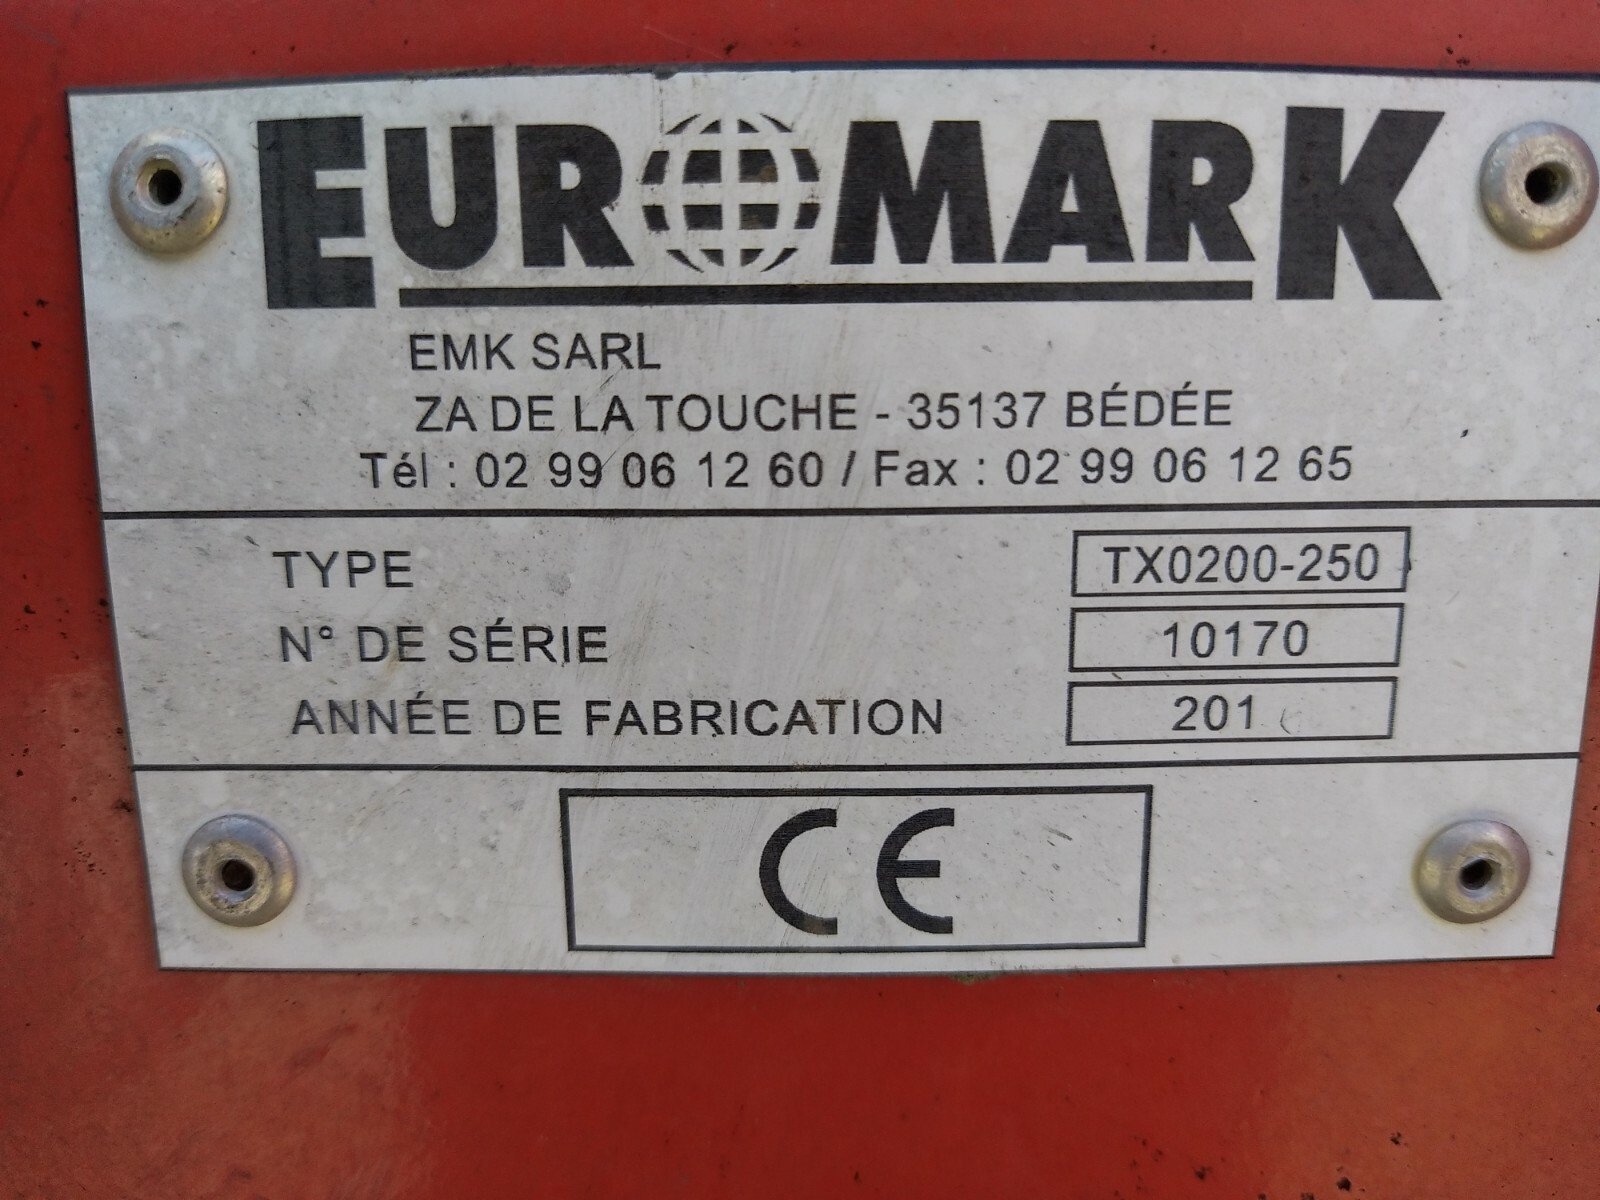 EUROMARK
EMK SARL
ZA DE LA TOUCHE - 35137 BÉDÉE
Tél : 02 99 06 12 60 / Fax : 02 99 06 12 65
TYPE TX0200-250
N° DE SÉRIE 10170
ANNÉE DE FABRICATION 201
CE